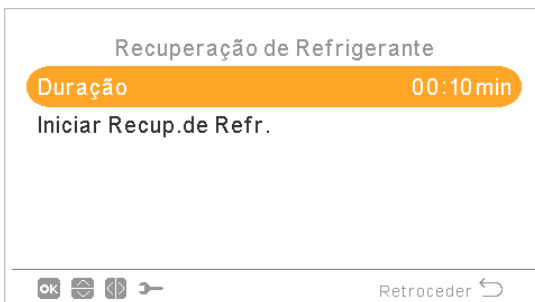 Recuperação de Refrigerante
Duração 00:10min
Iniciar Recup.de Refr.
OK Retroceder